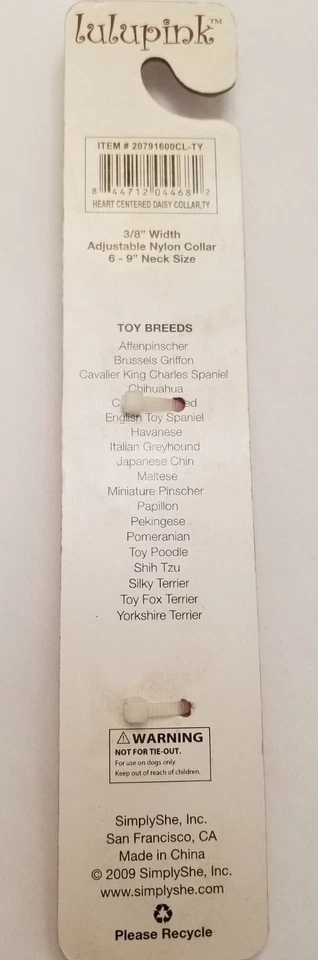 lulupink™
ITEM # 20791600CL-TY
8 44712 04468 2
HEART CENTERED DAISY COLLAR,TY
3/8" Width
Adjustable Nylon Collar
6 - 9" Neck Size
TOY BREEDS
Affenpinscher
Brussels Griffon
Cavalier King Charles Spaniel
Chihuahua
English Toy Spaniel
Havanese
Italian Greyhound
Japanese Chin
Maltese
Miniature Pinscher
Papillon
Pekingese
Pomeranian
Toy Poodle
Shih Tzu
Silky Terrier
Toy Fox Terrier
Yorkshire Terrier
⚠ WARNING
NOT FOR TIE-OUT.
For use on dogs only.
Keep out of reach of children.
SimplyShe, Inc.
San Francisco, CA
Made in China
© 2009 SimplyShe, Inc.
www.simplyshe.com
Please Recycle